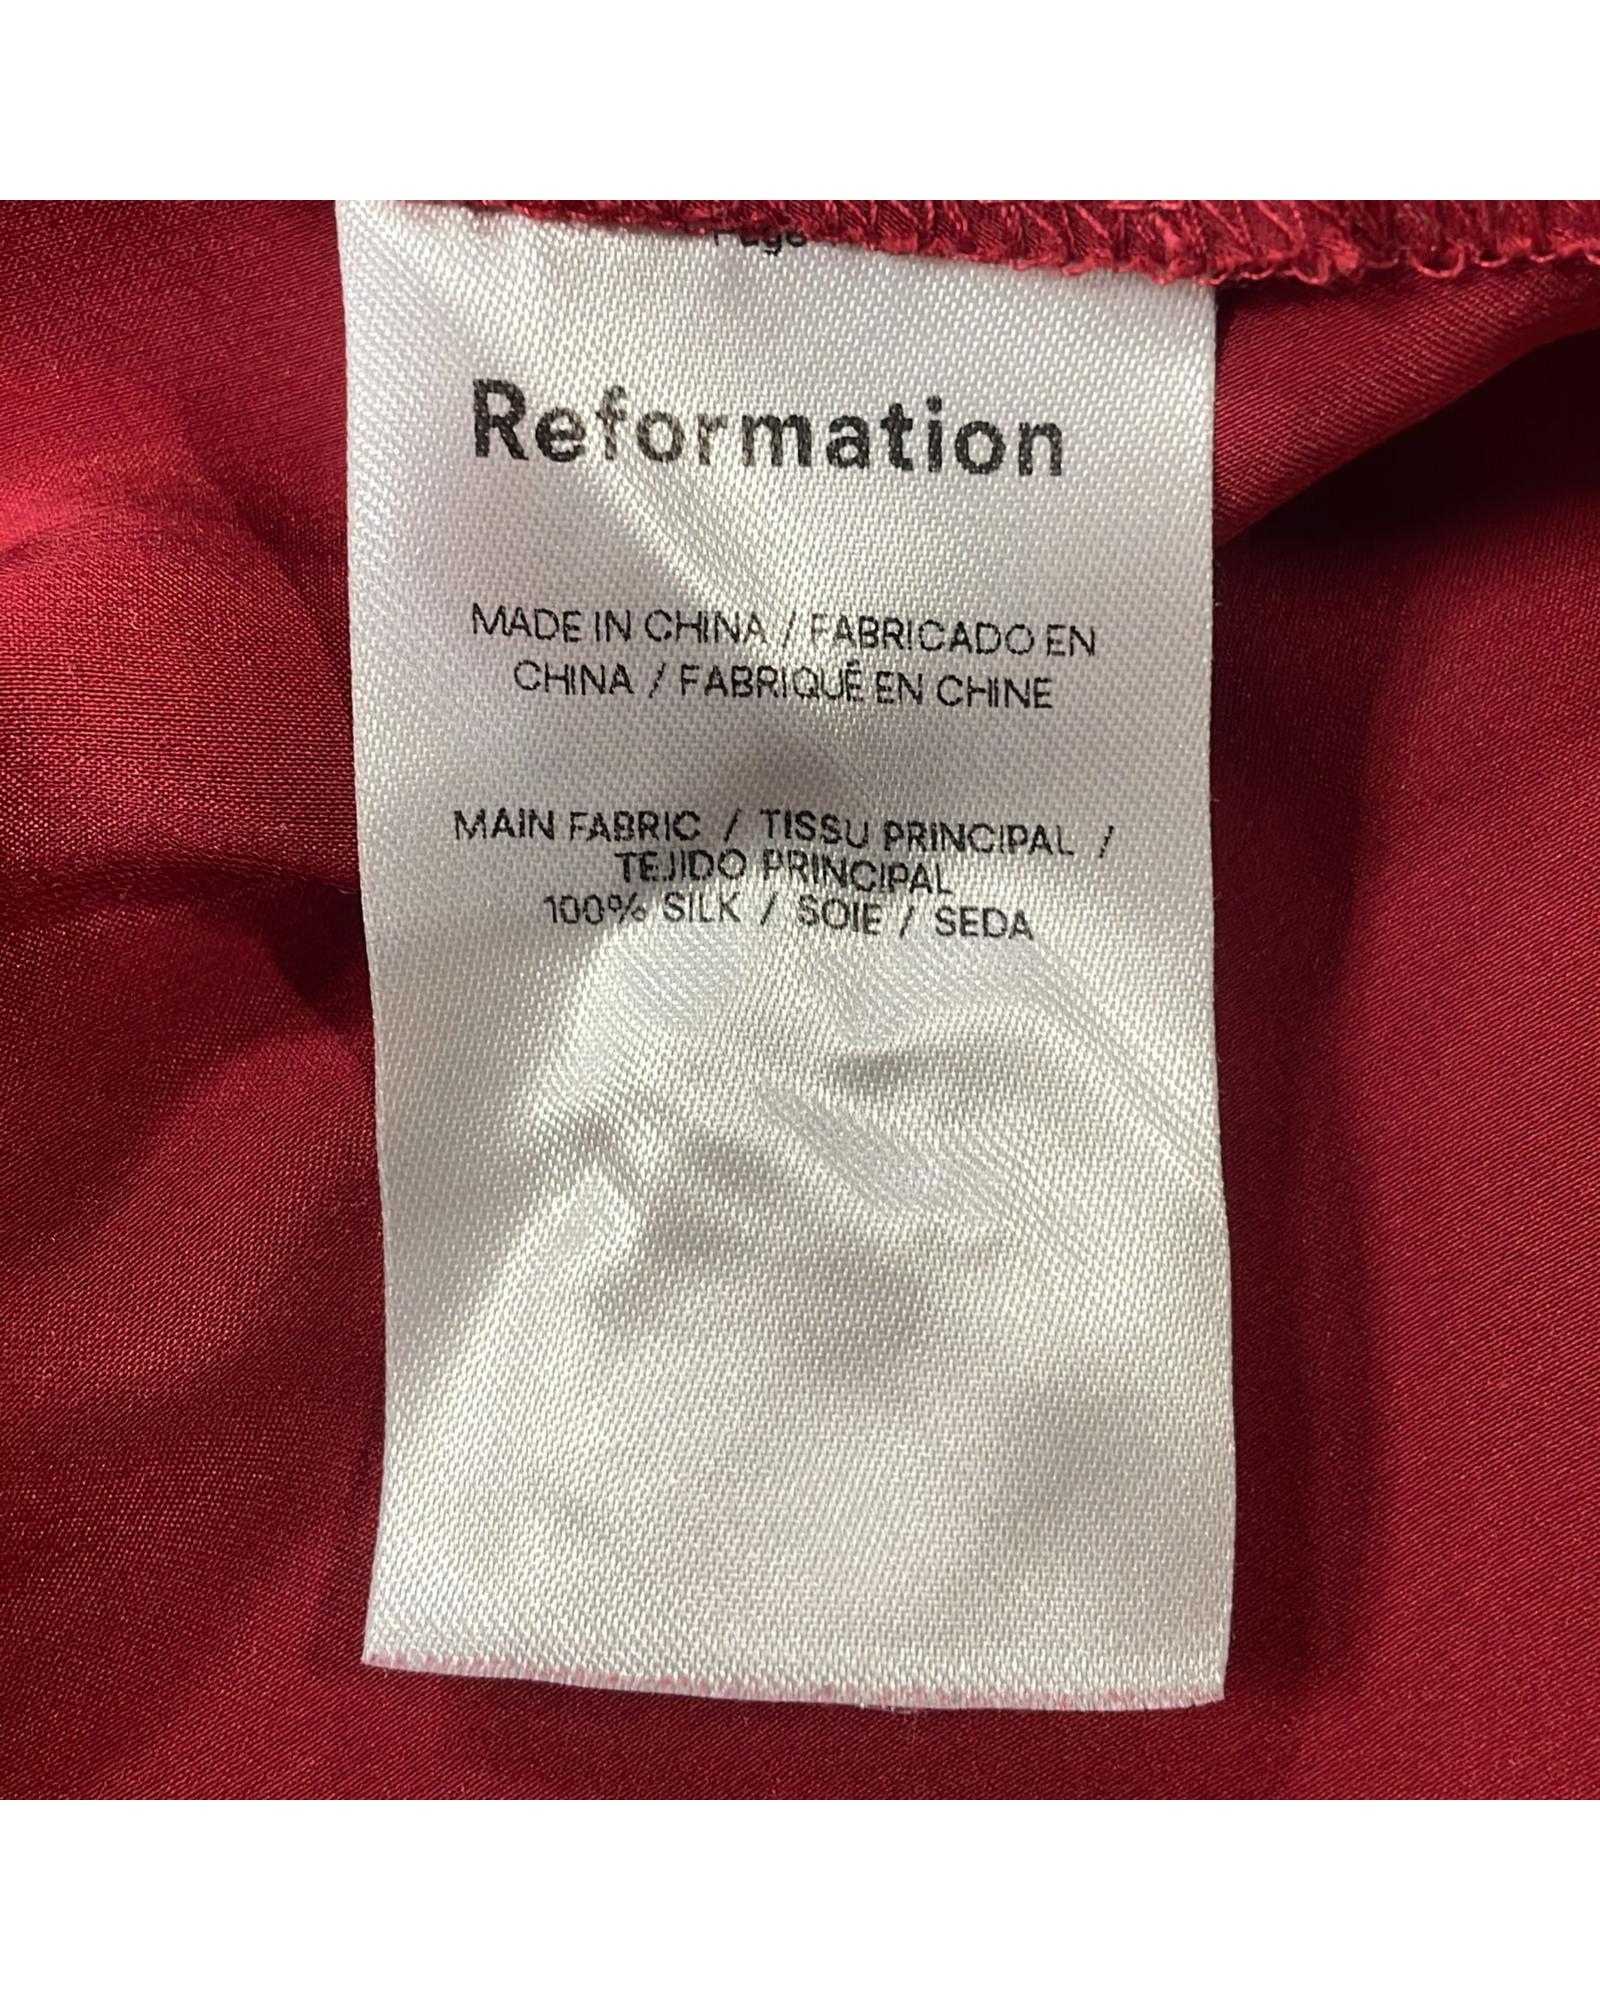 Reformation
MADE IN CHINA / FABRICADO EN
CHINA / FABRIQUÉ EN CHINE
MAIN FABRIC / TISSU PRINCIPAL /
TEJIDO PRINCIPAL
100% SILK / SOIE / SEDA